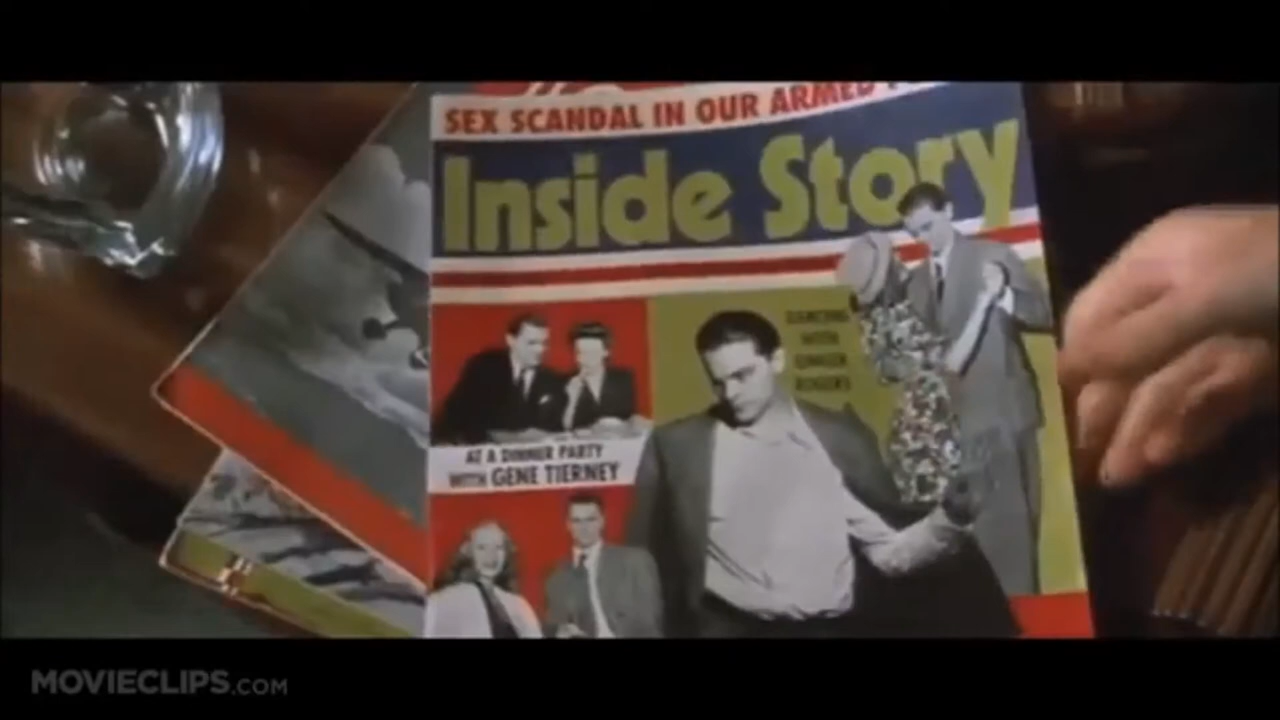 SEX SCANDAL IN OUR ARMED
Inside Story
DANCING
WITH
GINGER
ROGERS
AT A DINNER PARTY
WITH GENE TIERNEY
MOVIECLIPS.COM